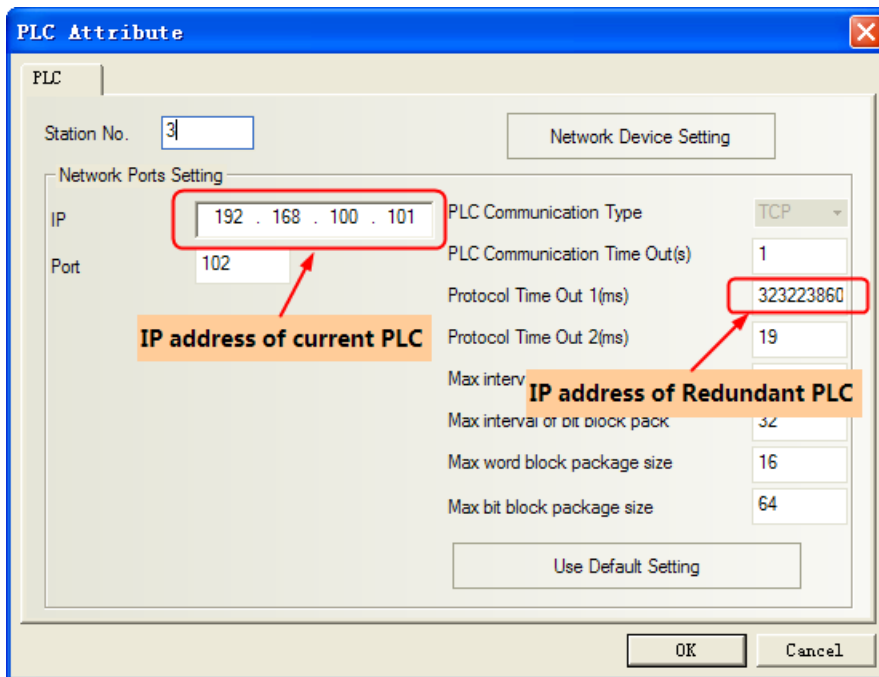 PLC Attribute
PLC
Station No. 3
Network Device Setting
Network Ports Setting
IP 192 . 168 . 100 . 101
PLC Communication Type TCP
PLC Communication Time Out(s) 1
Port 102
Protocol Time Out 1(ms) 323223860
IP address of current PLC
Protocol Time Out 2(ms) 19
Max
IP address of Redundant PLC
Max interval of bit block pack 32
Max word block package size 16
Max bit block package size 64
Use Default Setting
OK Cancel